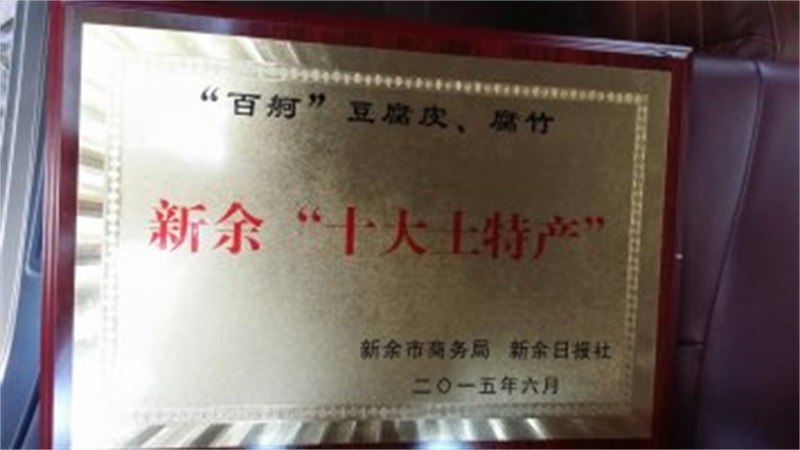 “百舸”豆腐皮、腐竹
新余“十大土特产”
新余市商务局 新余日报社
二〇一五年六月